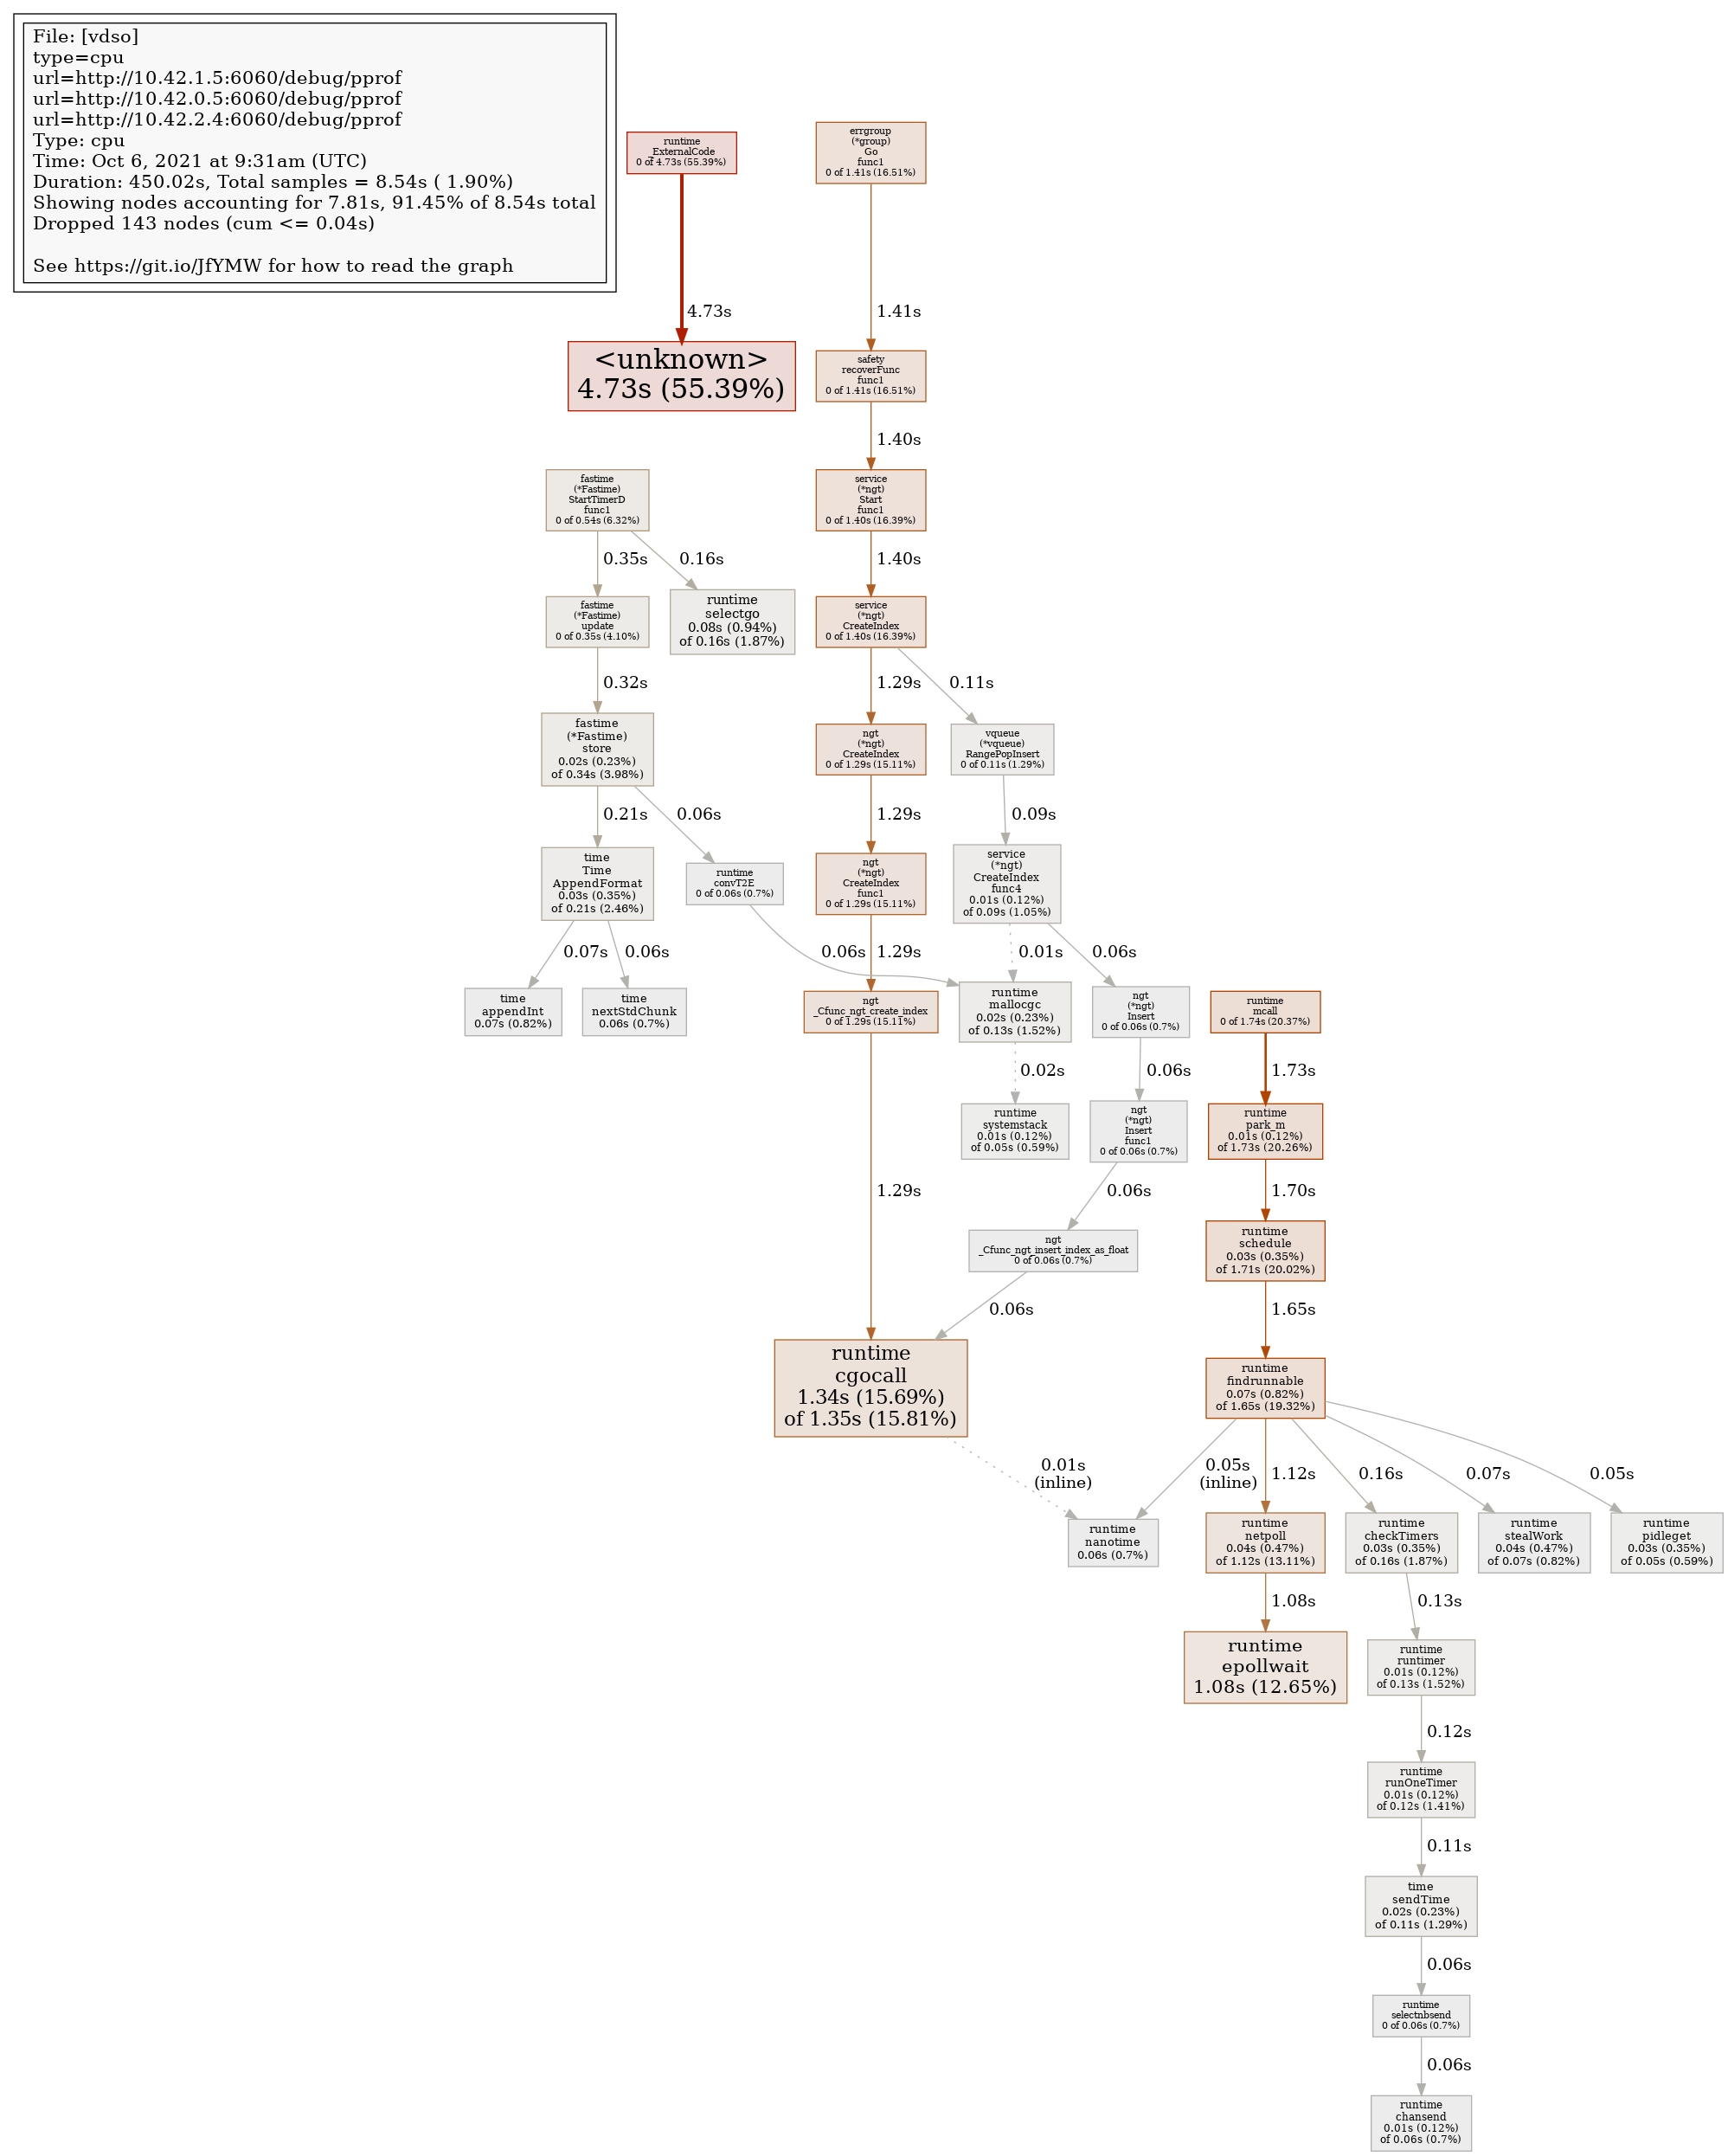 File: [vdso]
type=cpu
url=http://10.42.1.5:6060/debug/pprof
url=http://10.42.0.5:6060/debug/pprof
url=http://10.42.2.4:6060/debug/pprof
Type: cpu
Time: Oct 6, 2021 at 9:31am (UTC)
Duration: 450.02s, Total samples = 8.54s ( 1.90%)
Showing nodes accounting for 7.81s, 91.45% of 8.54s total
Dropped 143 nodes (cum <= 0.04s)
See https://git.io/JfYMW for how to read the graph
runtime
_ExternalCode
0 of 4.73s (55.39%)
errgroup
(*group)
Go
func1
0 of 1.41s (16.51%)
4.73s
1.41s
<unknown>
4.73s (55.39%)
safety
recoverFunc
func1
0 of 1.41s (16.51%)
1.40s
fastime
(*Fastime)
StartTimerD
func1
0 of 0.54s (6.32%)
service
(*ngt)
Start
func1
0 of 1.40s (16.39%)
0.35s
0.16s
1.40s
fastime
(*Fastime)
update
0 of 0.35s (4.10%)
runtime
selectgo
0.08s (0.94%)
of 0.16s (1.87%)
service
(*ngt)
CreateIndex
0 of 1.40s (16.39%)
0.32s
1.29s
0.11s
fastime
(*Fastime)
store
0.02s (0.23%)
of 0.34s (3.98%)
ngt
(*ngt)
CreateIndex
0 of 1.29s (15.11%)
vqueue
(*vqueue)
RangePopInsert
0 of 0.11s (1.29%)
0.21s
0.06s
1.29s
0.09s
time
Time
AppendFormat
0.03s (0.35%)
of 0.21s (2.46%)
runtime
convT2E
0 of 0.06s (0.7%)
ngt
(*ngt)
CreateIndex
func1
0 of 1.29s (15.11%)
service
(*ngt)
CreateIndex
func4
0.01s (0.12%)
of 0.09s (1.05%)
0.07s
0.06s
0.06s
1.29s
0.01s
0.06s
time
appendInt
0.07s (0.82%)
time
nextStdChunk
0.06s (0.7%)
ngt
_Cfunc_ngt_create_index
0 of 1.29s (15.11%)
runtime
mallocgc
0.02s (0.23%)
of 0.13s (1.52%)
ngt
(*ngt)
Insert
0 of 0.06s (0.7%)
runtime
mcall
0 of 1.74s (20.37%)
0.02s
0.06s
1.73s
runtime
systemstack
0.01s (0.12%)
of 0.05s (0.59%)
ngt
(*ngt)
Insert
func1
0 of 0.06s (0.7%)
runtime
park_m
0.01s (0.12%)
of 1.73s (20.26%)
1.29s
0.06s
1.70s
ngt
_Cfunc_ngt_insert_index_as_float
0 of 0.06s (0.7%)
runtime
schedule
0.03s (0.35%)
of 1.71s (20.02%)
0.06s
1.65s
runtime
cgocall
1.34s (15.69%)
of 1.35s (15.81%)
runtime
findrunnable
0.07s (0.82%)
of 1.65s (19.32%)
0.01s
(inline)
0.05s
(inline)
1.12s
0.16s
0.07s
0.05s
runtime
nanotime
0.06s (0.7%)
runtime
netpoll
0.04s (0.47%)
of 1.12s (13.11%)
runtime
checkTimers
0.03s (0.35%)
of 0.16s (1.87%)
runtime
stealWork
0.04s (0.47%)
of 0.07s (0.82%)
runtime
pidleget
0.03s (0.35%)
of 0.05s (0.59%)
1.08s
0.13s
runtime
epollwait
1.08s (12.65%)
runtime
runtimer
0.01s (0.12%)
of 0.13s (1.52%)
0.12s
runtime
runOneTimer
0.01s (0.12%)
of 0.12s (1.41%)
0.11s
time
sendTime
0.02s (0.23%)
of 0.11s (1.29%)
0.06s
runtime
selectnbsend
0 of 0.06s (0.7%)
0.06s
runtime
chansend
0.01s (0.12%)
of 0.06s (0.7%)